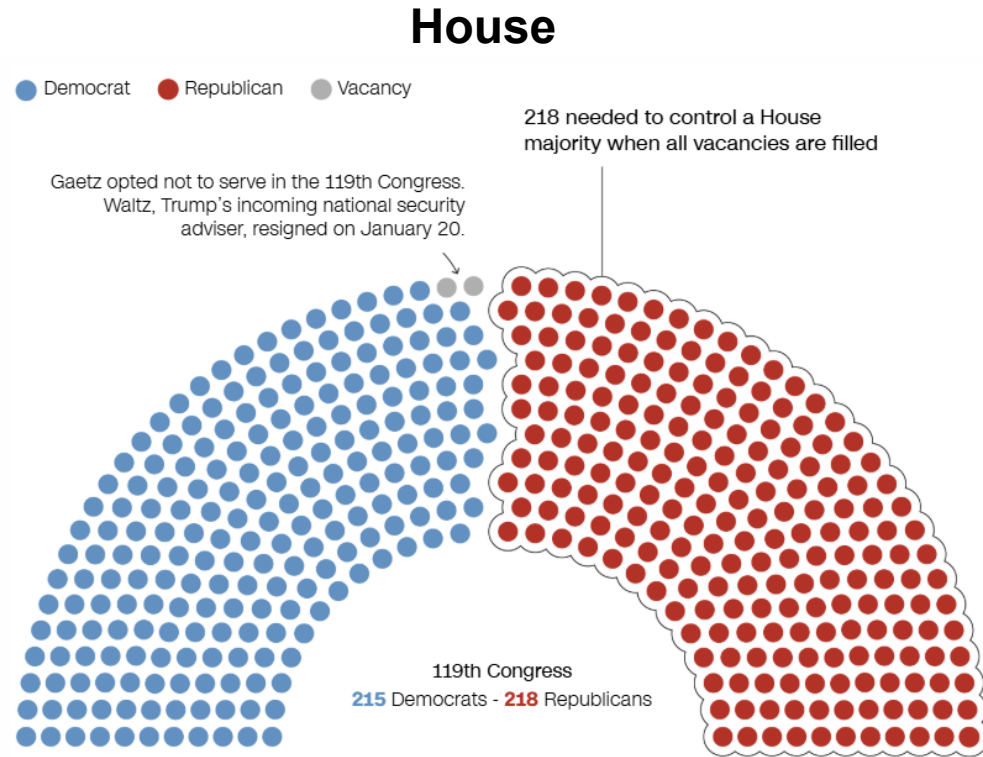 House
Democrat
Republican
Vacancy
218 needed to control a House
majority when all vacancies are filled
Gaetz opted not to serve in the 119th Congress.
Waltz, Trump's incoming national security
adviser, resigned on January 20.
119th Congress
215 Democrats - 218 Republicans